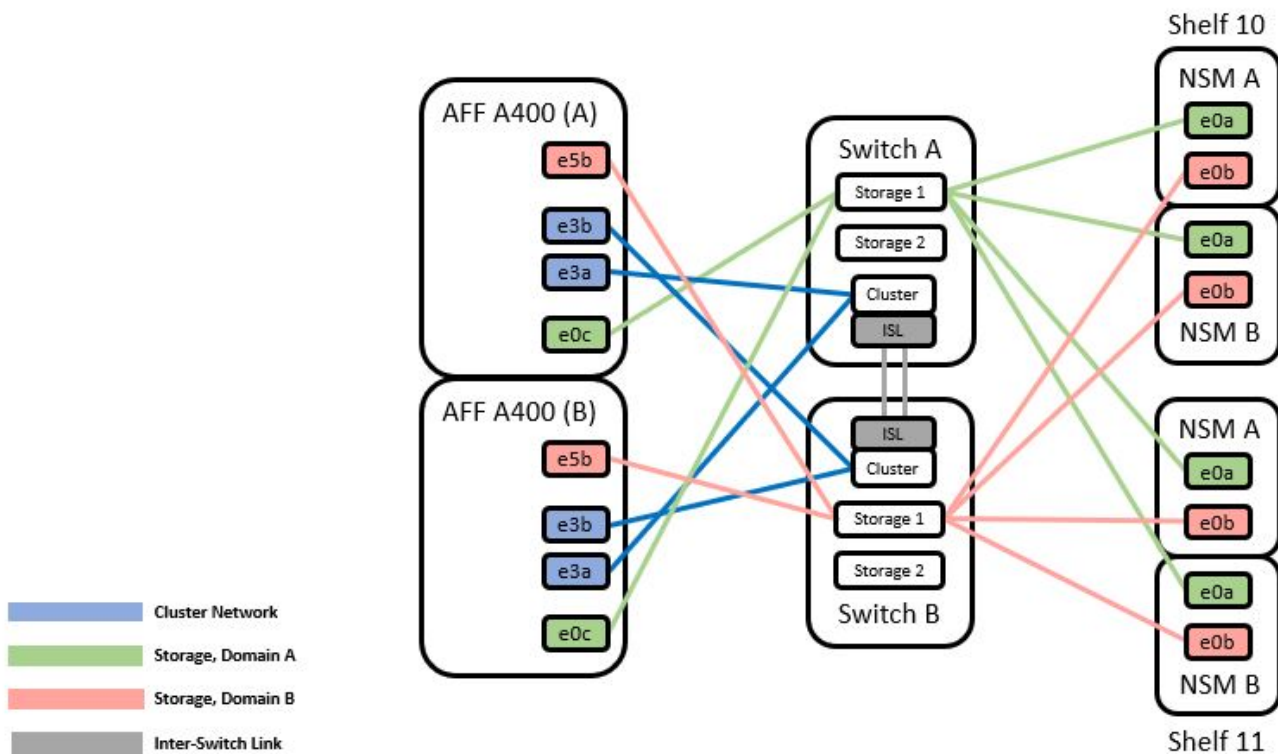 AFF A400 (A)
e5b
e3b
e3a
e0c
AFF A400 (B)
e5b
e3b
e3a
e0c
Switch A
Storage 1
Storage 2
Cluster
ISL
ISL
Cluster
Storage 1
Storage 2
Switch B
Shelf 10
NSM A
e0a
e0b
e0a
e0b
NSM B
NSM A
e0a
e0b
e0a
e0b
NSM B
Shelf 11
Cluster Network
Storage, Domain A
Storage, Domain B
Inter-Switch Link